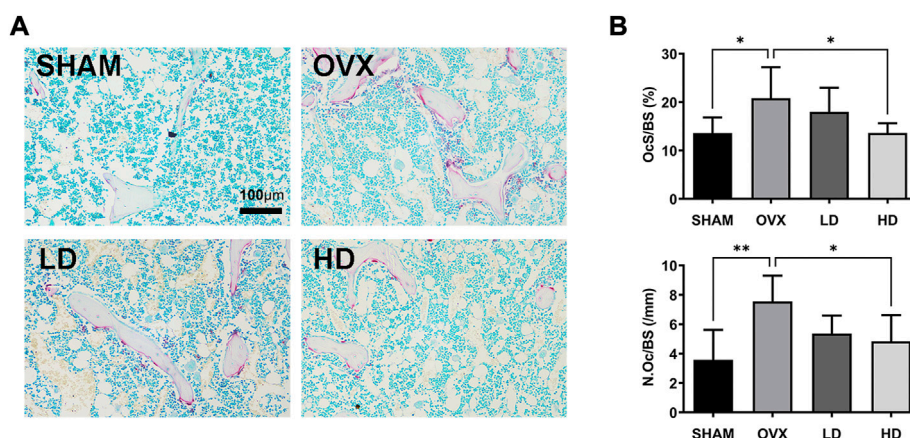 A
SHAM
OVX
100μm
LD
HD
B
* *
30
20
10
0
OcS/BS (%)
SHAM OVX LD HD
** *
10
8
6
4
2
0
N.Oc/BS (/mm)
SHAM OVX LD HD